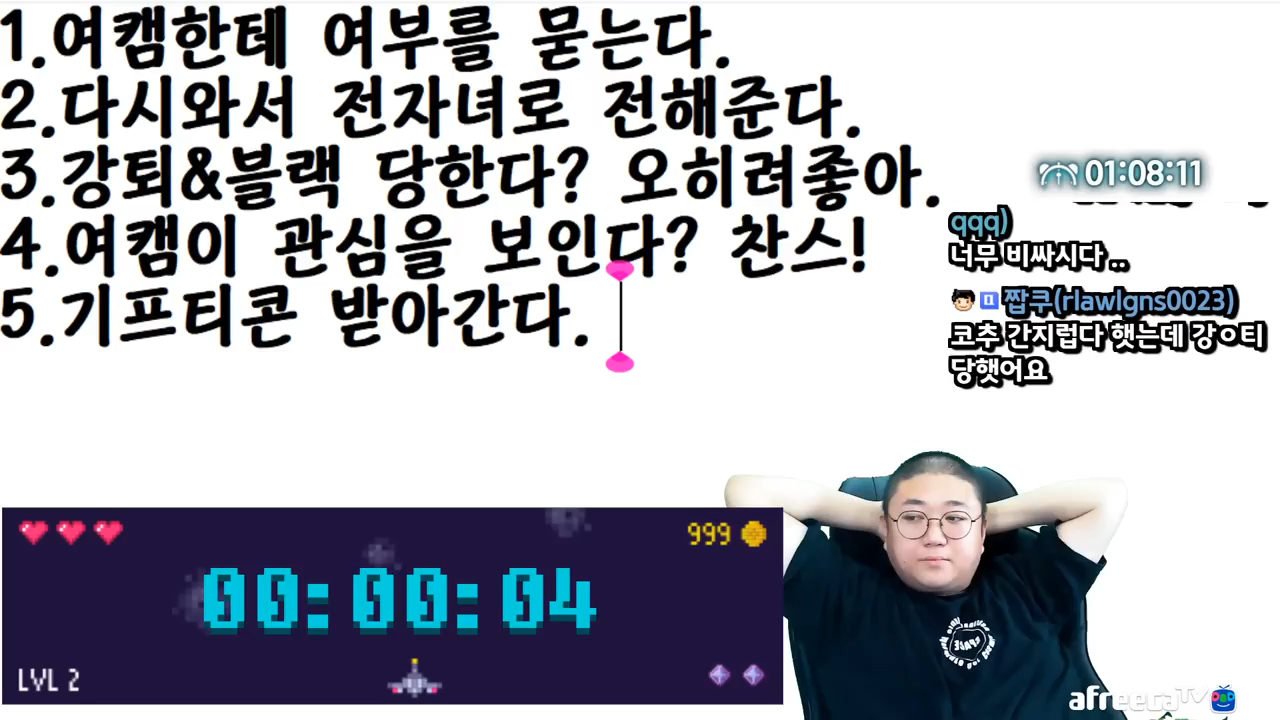 1.여캠한테 여부를 묻는다.
2.다시와서 전자녀로 전해준다.
3.강퇴&블랙 당한다? 오히려좋아.
4.여캠이 관심을 보인다? 찬스!
5.기프티콘 받아간다.
01:08:11
qqq)
너무 비싸시다 ..
ㅁ 짭쿠(rlawlgns0023)
코추 간지럽다 햇는데 강ㅇ티
당햇어요
999
00:00:04
LVL 2
afreecaTV